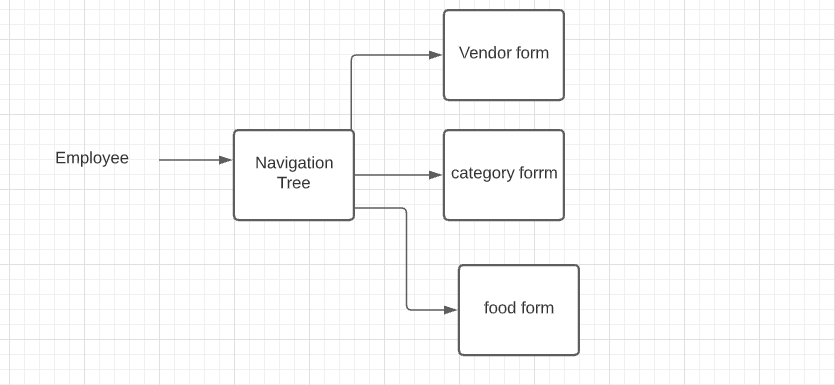 Vendor form
Employee
Navigation
Tree
category forrm
food form